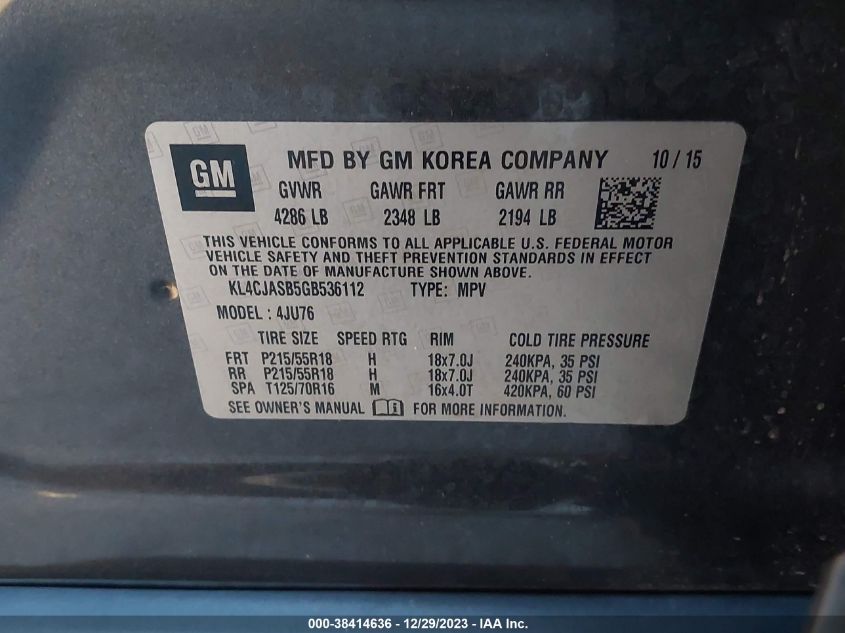 GM MFD BY GM KOREA COMPANY 10 / 15
GVWR GAWR FRT GAWR RR
4286 LB 2348 LB 2194 LB
THIS VEHICLE CONFORMS TO ALL APPLICABLE U.S. FEDERAL MOTOR
VEHICLE SAFETY AND THEFT PREVENTION STANDARDS IN EFFECT
ON THE DATE OF MANUFACTURE SHOWN ABOVE.
KL4CJASB5GB536112 TYPE: MPV
MODEL : 4JU76
TIRE SIZE SPEED RTG RIM COLD TIRE PRESSURE
FRT P215/55R18 H 18x7.0J 240KPA, 35 PSI
RR P215/55R18 H 18x7.0J 240KPA, 35 PSI
SPA T125/70R16 M 16x4.0T 420KPA, 60 PSI
SEE OWNER'S MANUAL FOR MORE INFORMATION.
000-38414636 - 12/29/2023 - IAA Inc.